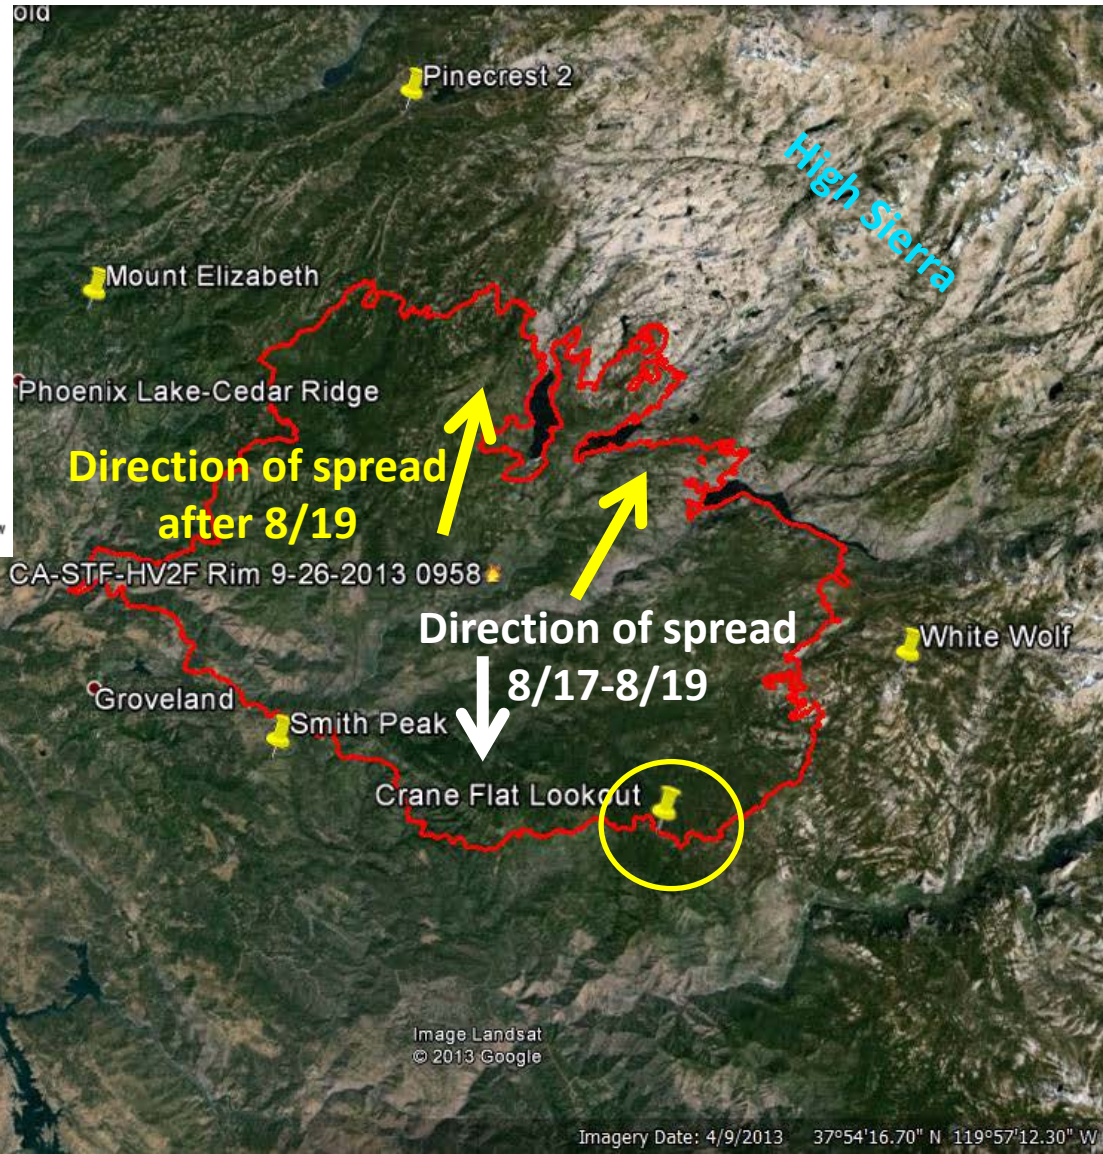 old
Pinecrest 2
High Sierra
Mount Elizabeth
Phoenix Lake-Cedar Ridge
Direction of spread
after 8/19
CA-STF-HV2F Rim 9-26-2013 0958
Direction of spread
8/17-8/19
White Wolf
Groveland
Smith Peak
Crane Flat Lookout
Image Landsat
© 2013 Google
Imagery Date: 4/9/2013 37°54'16.70" N 119°57'12.30" W